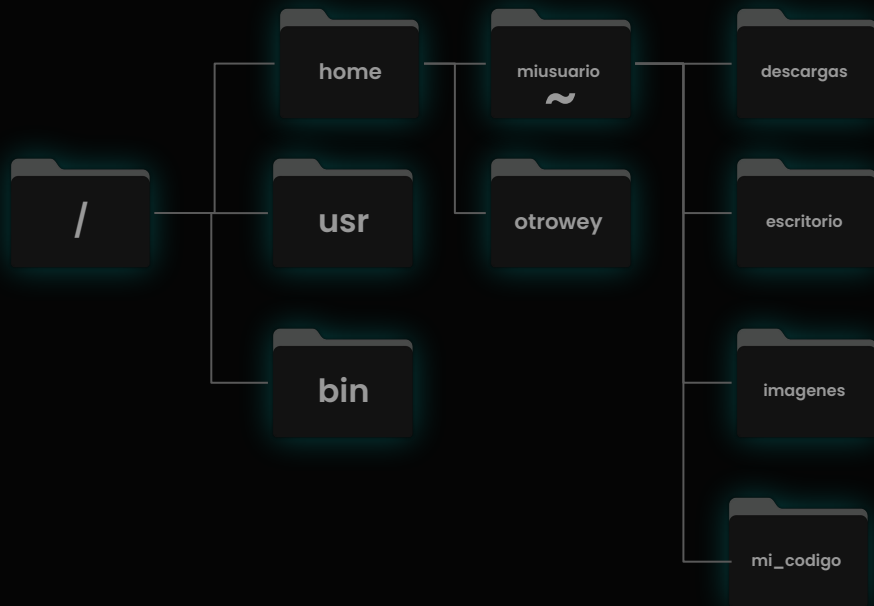 home
miusuario
~
descargas
/
usr
otrowey
escritorio
bin
imagenes
mi_codigo